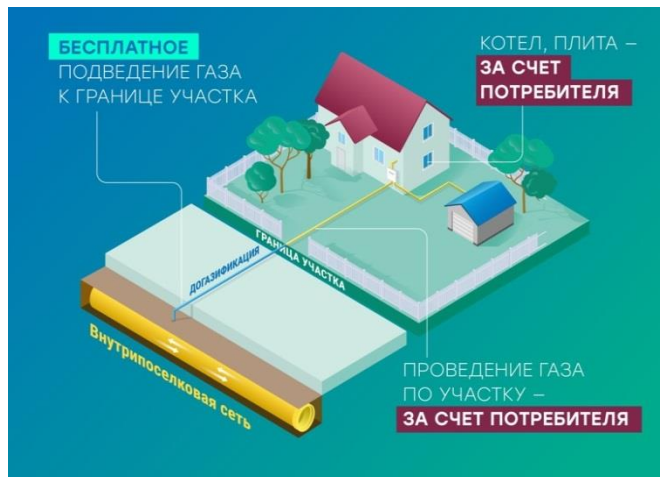 БЕСПЛАТНОЕ
ПОДВЕДЕНИЕ ГАЗА
К ГРАНИЦЕ УЧАСТКА
КОТЕЛ, ПЛИТА –
ЗА СЧЕТ
ПОТРЕБИТЕЛЯ
ГРАНИЦА УЧАСТКА
ДОГАЗИФИКАЦИЯ
Внутрипоселковая сеть
ПРОВЕДЕНИЕ ГАЗА
ПО УЧАСТКУ –
ЗА СЧЕТ ПОТРЕБИТЕЛЯ